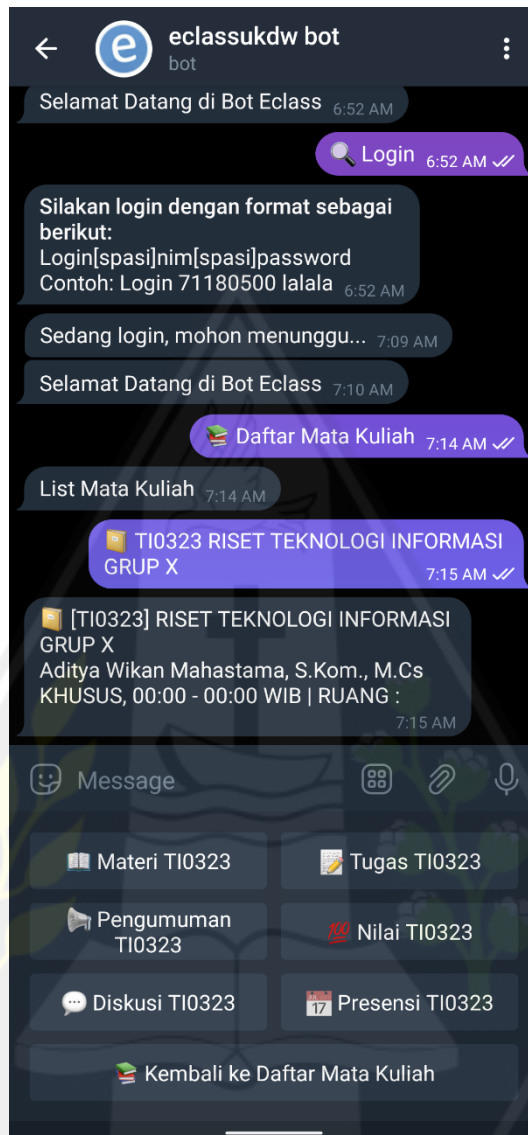 eclassukdw bot
bot
Selamat Datang di Bot Eclass 6:52 AM
Login 6:52 AM
Silakan login dengan format sebagai
berikut:
Login[spasi]nim[spasi]password
Contoh: Login 71180500 lalala 6:52 AM
Sedang login, mohon menunggu... 7:09 AM
Selamat Datang di Bot Eclass 7:10 AM
Daftar Mata Kuliah 7:14 AM
List Mata Kuliah 7:14 AM
TI0323 RISET TEKNOLOGI INFORMASI
GRUP X 7:15 AM
[TI0323] RISET TEKNOLOGI INFORMASI
GRUP X
Aditya Wikan Mahastama, S.Kom., M.Cs
KHUSUS, 00:00 - 00:00 WIB | RUANG :
7:15 AM
Message
Materi TI0323
Tugas TI0323
Pengumuman
TI0323
Nilai TI0323
Diskusi TI0323
Presensi TI0323
Kembali ke Daftar Mata Kuliah